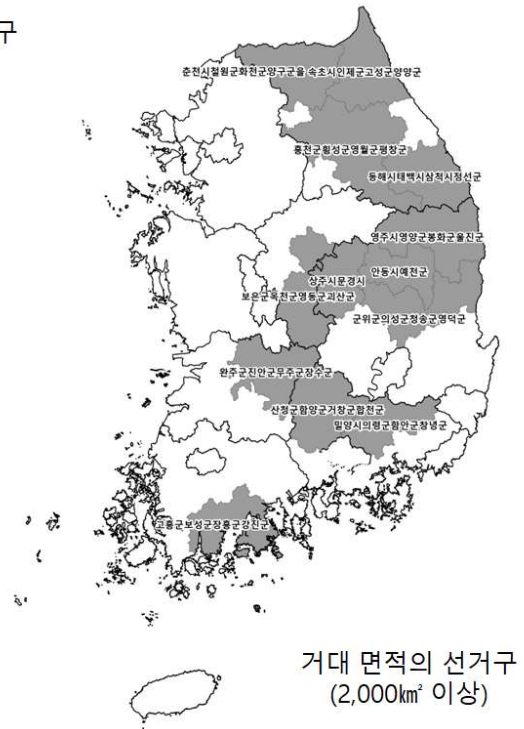 구
춘천시철원군화천군양구군을 속초시인제군고성군양양군
홍천군횡성군영월군평창군
동해시태백시삼척시정선군
영주시영양군봉화군울진군
상주시문경시 안동시예천군
보은군옥천군영동군괴산군
군위군의성군청송군영덕군
완주군진안군무주군장수군
산청군함양군거창군합천군
밀양시의령군함안군창녕군
고흥군보성군장흥군강진군
거대 면적의 선거구
(2,000㎢ 이상)